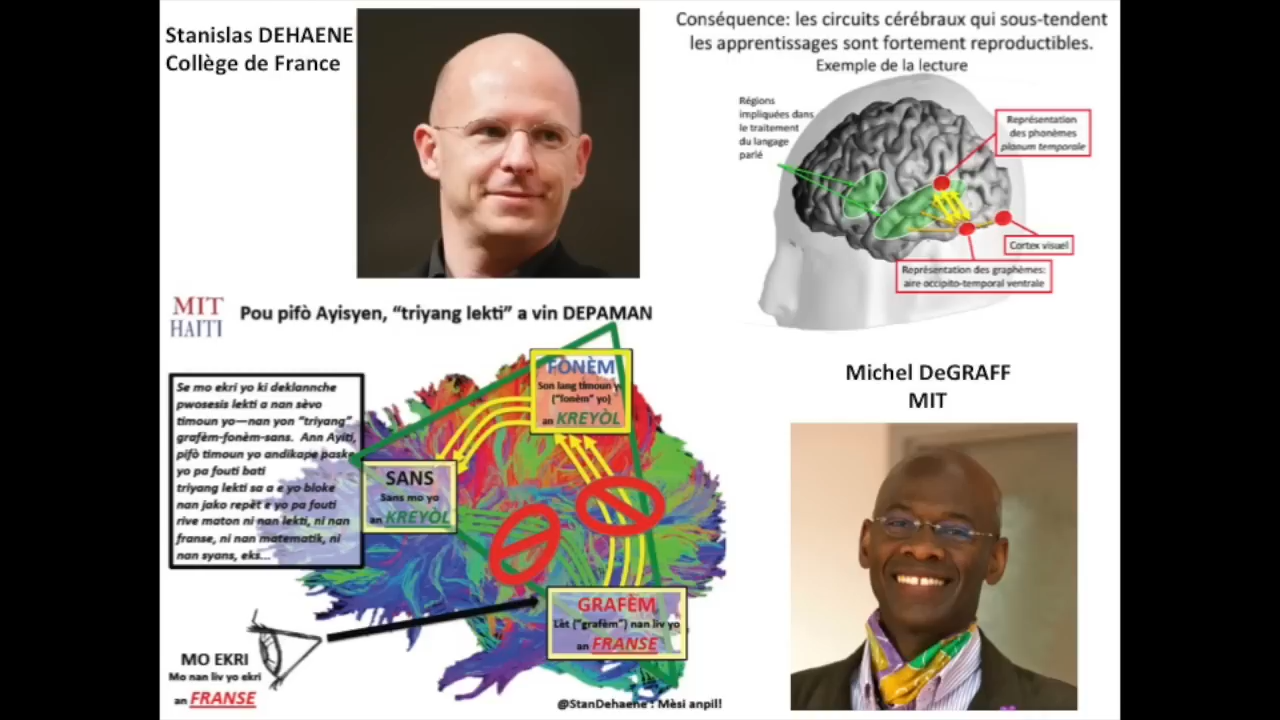 Stanislas DEHAENE
Collège de France
Conséquence: les circuits cérébraux qui sous-tendent
les apprentissages sont fortement reproductibles.
Exemple de la lecture
Régions
impliquées dans
le traitement
du langage
parlé
Représentation
des phonèmes
planum temporale
Cortex visuel
Représentation des graphèmes:
aire occipito-temporal ventrale
MIT
HAITI
Pou pifò Ayisyen, “triyang lekti” a vin DEPAMAN
Se mo ekri yo ki deklannche
pwosesis lekti a nan sèvo
timoun yo—nan yon “triyang”
grafèm-fonèm-sans. Ann Ayiti,
pifò timoun yo andikape paske
yo pa fouti bati
triyang lekti sa a e yo bloke
nan jako repèt e yo pa fouti
rive maton ni nan lekti, ni nan
franse, ni nan matematik, ni
nan syans, eks...
FONÈM
Son lang timoun yo
(“fonèm” yo)
an KREYÒL
SANS
Sans mo yo
an KREYÒL
GRAFÈM
Lèt (“grafèm”) nan liv yo
an FRANSE
MO EKRI
Mo nan liv yo ekri
an FRANSE
@StanDehaene : Mèsi anpil!
Michel DeGRAFF
MIT